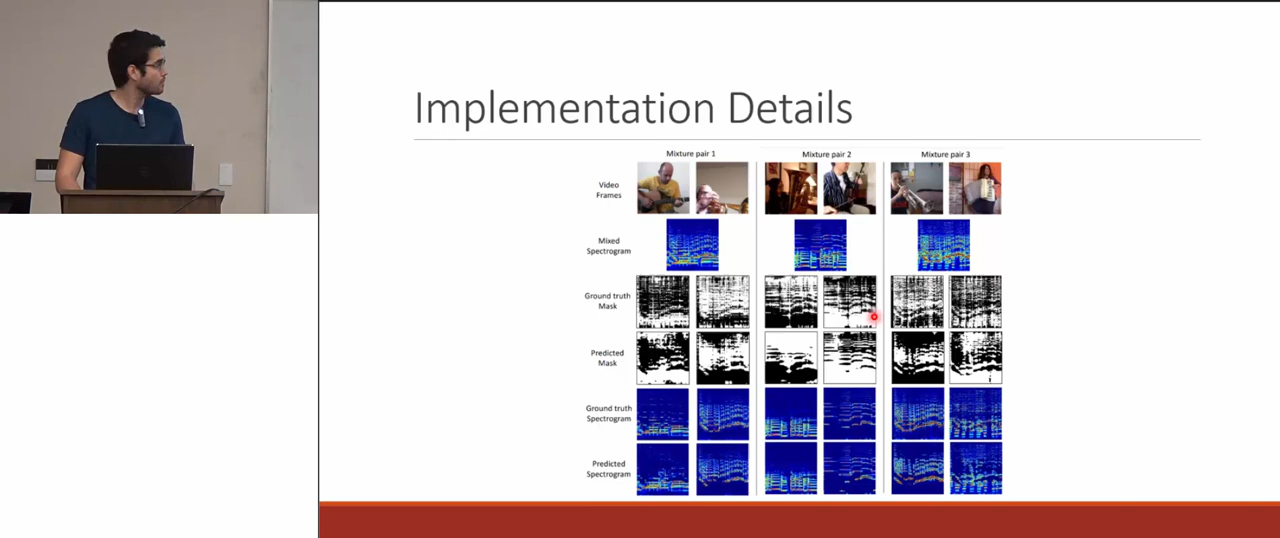 Implementation Details
Mixture pair 1
Mixture pair 2
Mixture pair 3
Video
Frames
Mixed
Spectrogram
Ground truth
Mask
Predicted
Mask
Ground truth
Spectrogram
Predicted
Spectrogram